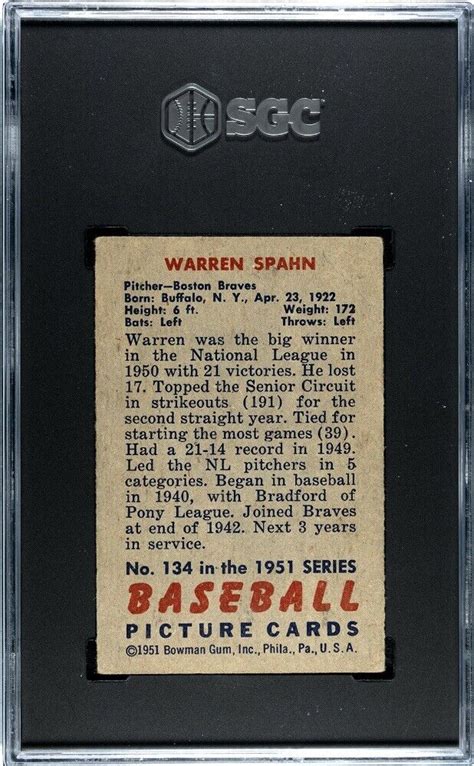 SGC
WARREN SPAHN
Pitcher—Boston Braves
Born: Buffalo, N. Y., Apr. 23, 1922
Height: 6 ft. Weight: 172
Bats: Left Throws: Left
Warren was the big winner
in the National League in
1950 with 21 victories. He lost
17. Topped the Senior Circuit
in strikeouts (191) for the
second straight year. Tied for
starting the most games (39).
Had a 21-14 record in 1949.
Led the NL pitchers in 5
categories. Began in baseball
in 1940, with Bradford of
Pony League. Joined Braves
at end of 1942. Next 3 years
in service.
No. 134 in the 1951 SERIES
BASEBALL
PICTURE CARDS
©1951 Bowman Gum, Inc., Phila., Pa., U. S. A.